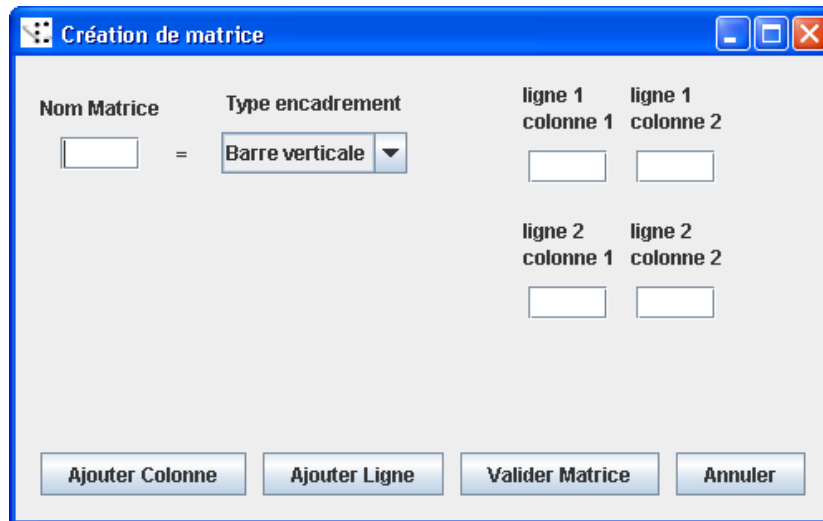 Création de matrice
Nom Matrice
=
Type encadrement
Barre verticale
ligne 1
colonne 1
ligne 1
colonne 2
ligne 2
colonne 1
ligne 2
colonne 2
Ajouter Colonne
Ajouter Ligne
Valider Matrice
Annuler